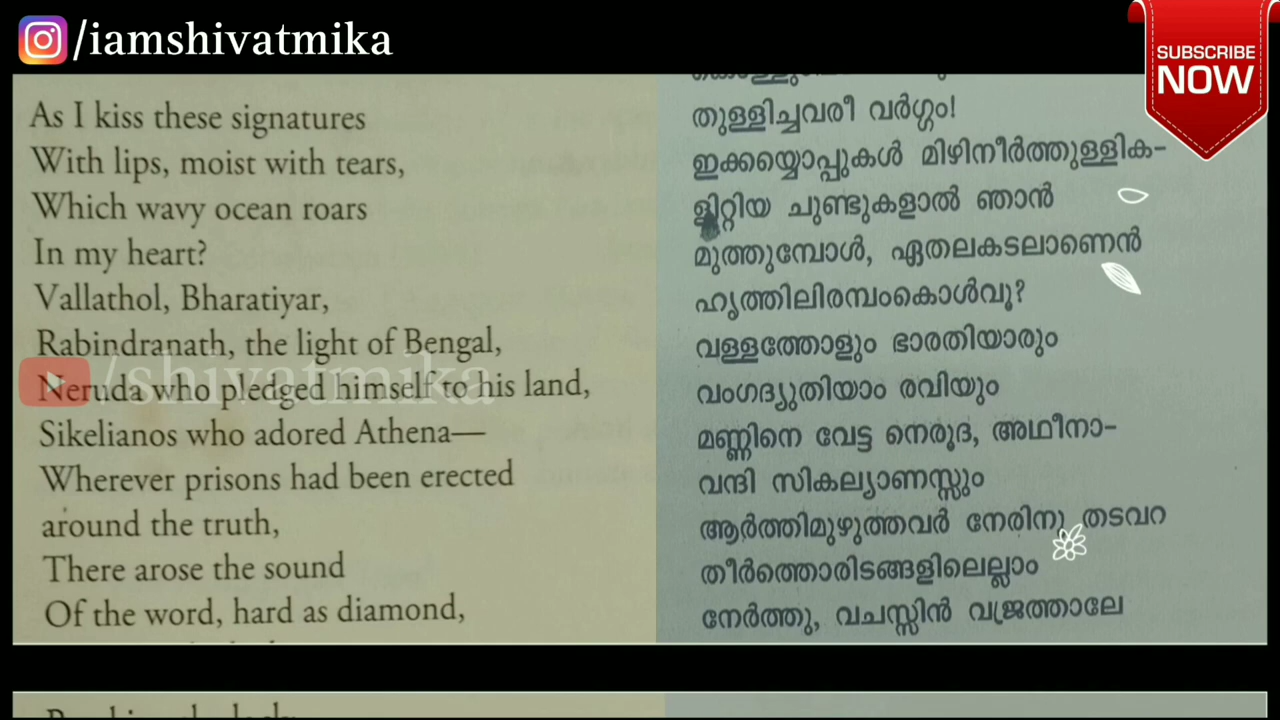 /iamshivatmika
SUBSCRIBE
NOW
As I kiss these signatures
With lips, moist with tears,
Which wavy ocean roars
In my heart?
Vallathol, Bharatiyar,
Rabindranath, the light of Bengal,
Neruda who pledged himself to his land,
Sikelianos who adored Athena—
Wherever prisons had been erected
around the truth,
There arose the sound
Of the word, hard as diamond,
/shivatmika
തുള്ളിച്ചവരീ വർഗ്ഗം!
ഇക്കയ്യൊപ്പുകൾ മിഴിനീർത്തുള്ളിക-
ളിറ്റിയ ചുണ്ടുകളാൽ ഞാൻ
മുത്തുമ്പോൾ, ഏതലകടലാണെൻ
ഹൃത്തിലിരമ്പംകൊൾവൂ?
വള്ളത്തോളും ഭാരതിയാരും
വംഗദ്യുതിയാം രവിയും
മണ്ണിനെ വേട്ട നെരൂദ, അഥീനാ-
വന്ദി സികല്യാണസ്സും
ആർത്തിമുഴുത്തവർ നേരിനു തടവറ
തീർത്തൊരിടങ്ങളിലെല്ലാം
നേർത്തു, വചസ്സിൻ വജ്രത്താലേ